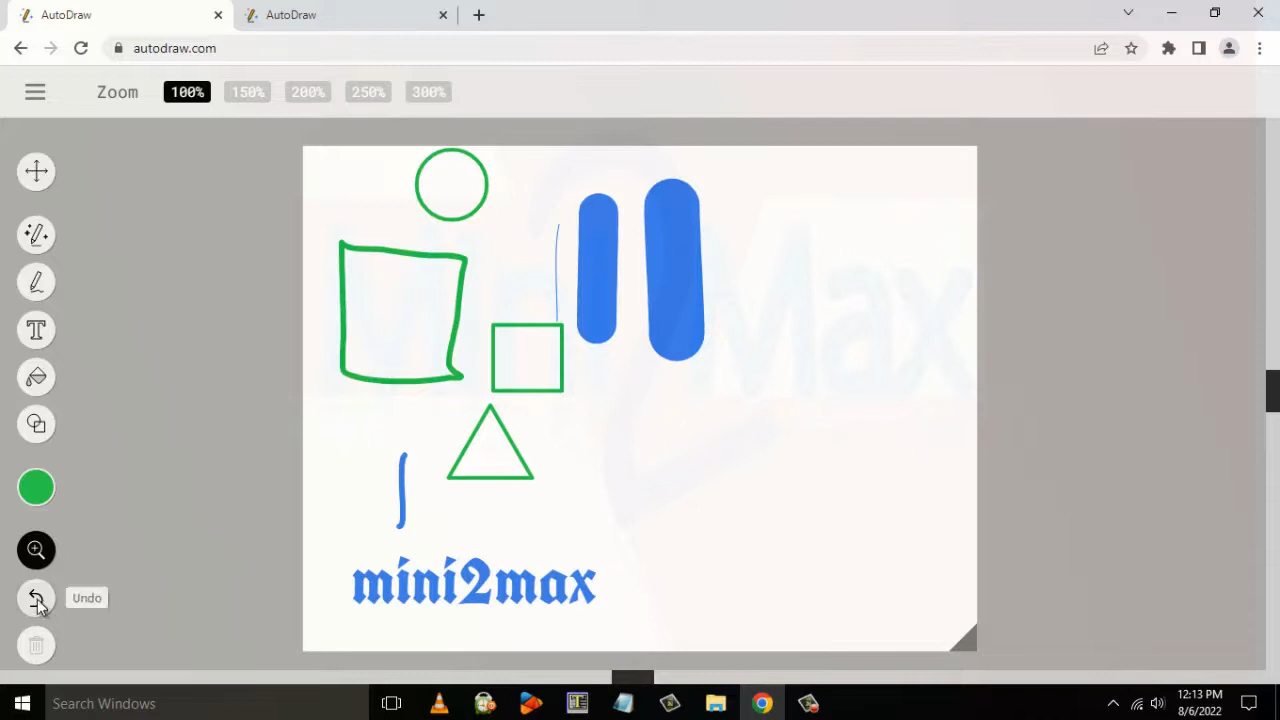 AutoDraw
AutoDraw
autodraw.com
Zoom 100% 150% 200% 250% 300%
T
mini2max
Undo
Search Windows
12:13 PM
8/6/2022